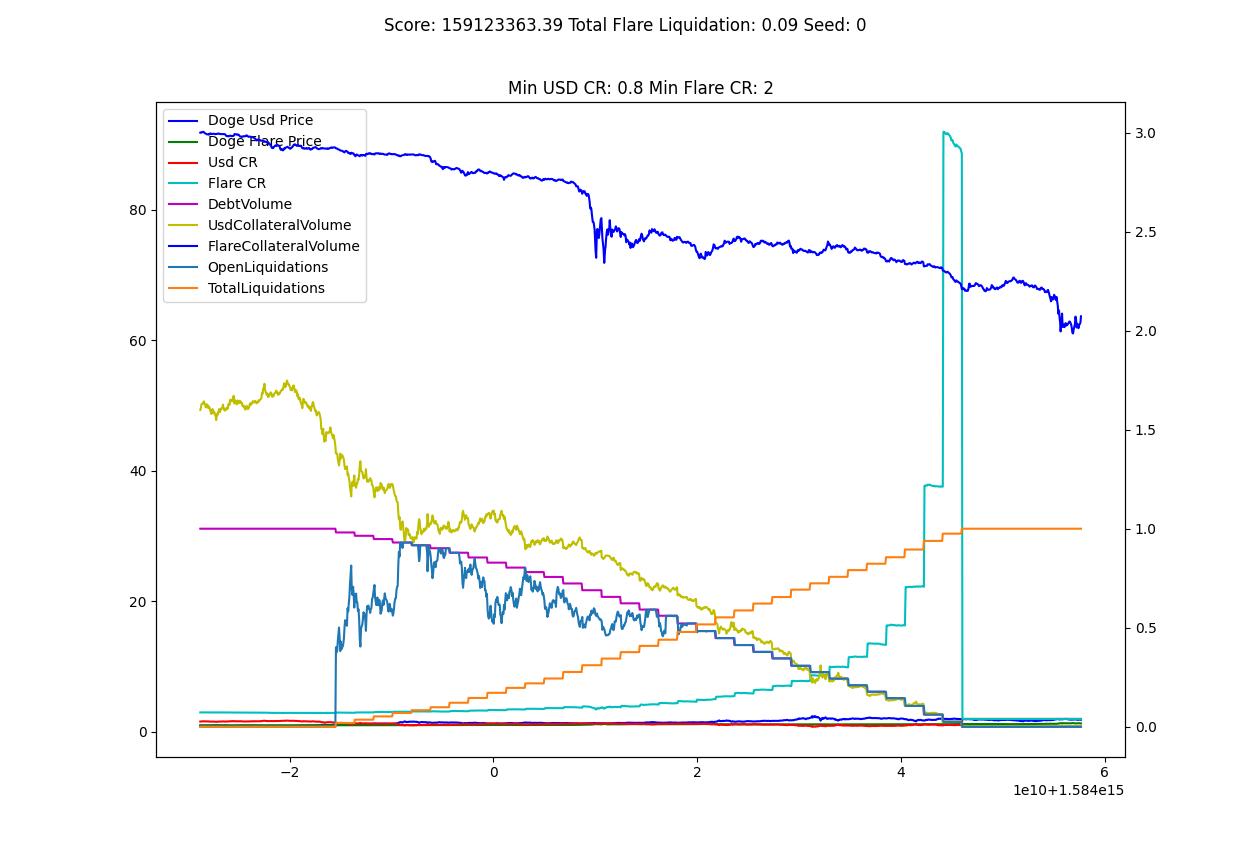 Score: 159123363.39 Total Flare Liquidation: 0.09 Seed: 0
Min USD CR: 0.8 Min Flare CR: 2
Doge Usd Price
Doge Flare Price
Usd CR
Flare CR
DebtVolume
UsdCollateralVolume
FlareCollateralVolume
OpenLiquidations
TotalLiquidations
80
60
40
20
0
3.0
2.5
2.0
1.5
1.0
0.5
0.0
−2
0
2
4
6
1e10+1.584e15